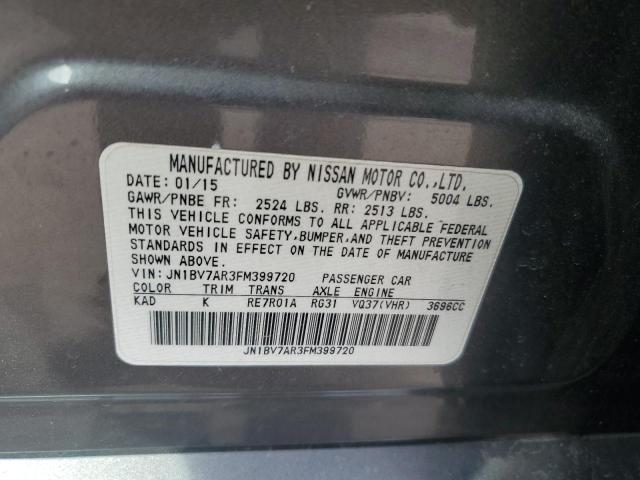 MANUFACTURED BY NISSAN MOTOR CO.,LTD.
DATE: 01/15 GVWR/PNBV: 5004 LBS.
GAWR/PNBE FR: 2524 LBS. RR: 2513 LBS.
THIS VEHICLE CONFORMS TO ALL APPLICABLE FEDERAL
MOTOR VEHICLE SAFETY,BUMPER,AND THEFT PREVENTION
STANDARDS IN EFFECT ON THE DATE OF MANUFACTURE
SHOWN ABOVE.
VIN: JN1BV7AR3FM399720 PASSENGER CAR
COLOR TRIM TRANS AXLE ENGINE
KAD K RE7R01A RG31 VQ37(VHR) 3696CC
JN1BV7AR3FM399720